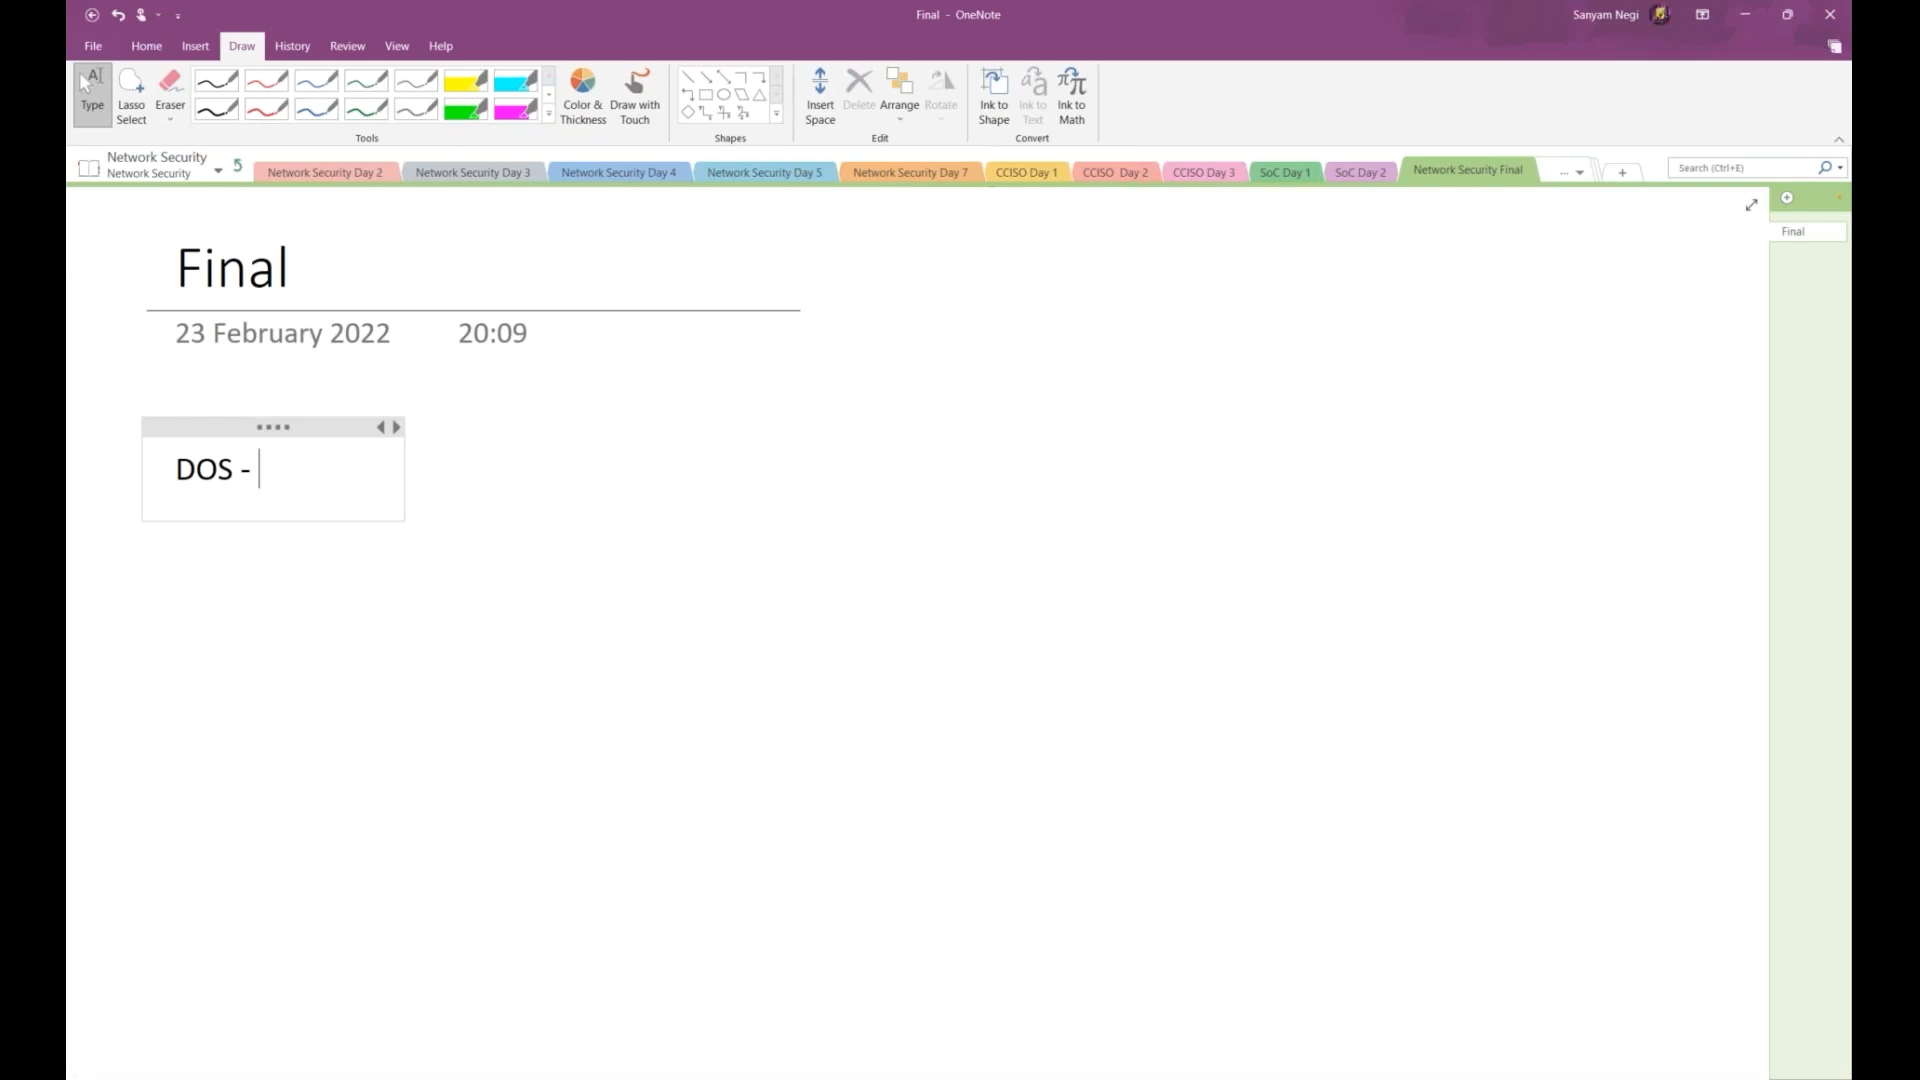 Final - OneNote
Sanyam Negi
File Home Insert Draw History Review View Help
Type
Lasso Select
Eraser
Color & Thickness
Draw with Touch
Insert Space
Delete
Arrange
Rotate
Ink to Shape
Ink to Text
Ink to Math
Tools
Shapes
Edit
Convert
Network Security
Network Security
Network Security Day 2
Network Security Day 3
Network Security Day 4
Network Security Day 5
Network Security Day 7
CCISO Day 1
CCISO Day 2
CCISO Day 3
SoC Day 1
SoC Day 2
Network Security Final
...
Search (Ctrl+E)
Final
Final
23 February 2022 20:09
DOS -